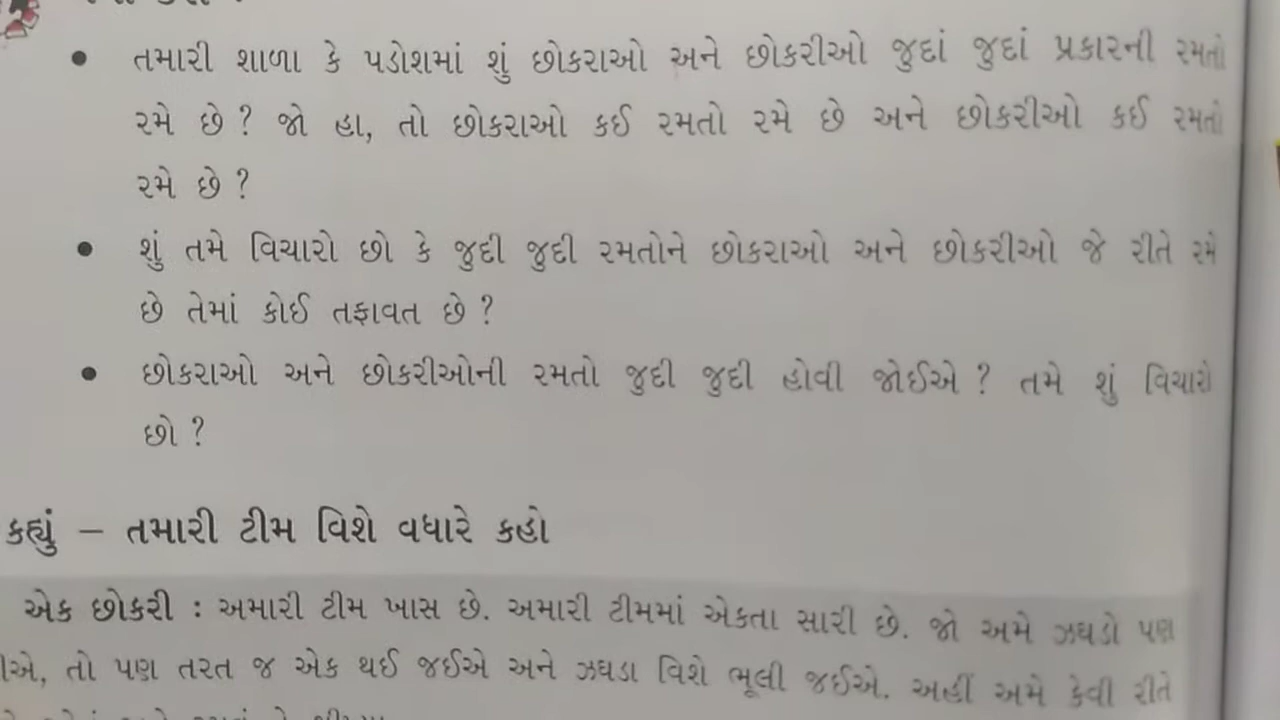 • તમારી શાળા કે પડોશમાં શું છોકરાઓ અને છોકરીઓ જુદાં જુદાં પ્રકારની રમતો
રમે છે ? જો હા, તો છોકરાઓ કઈ રમતો રમે છે અને છોકરીઓ કઈ રમતો
રમે છે ?
• શું તમે વિચારો છો કે જુદી જુદી રમતોને છોકરાઓ અને છોકરીઓ જે રીતે રમે
છે તેમાં કોઈ તફાવત છે ?
• છોકરાઓ અને છોકરીઓની રમતો જુદી જુદી હોવી જોઈએ ? તમે શું વિચારો
છો ?
કહ્યું – તમારી ટીમ વિશે વધારે કહો
એક છોકરી : અમારી ટીમ ખાસ છે. અમારી ટીમમાં એકતા સારી છે. જો અમે ઝઘડો પણ
તો પણ તરત જ એક થઈ જઈએ અને ઝઘડા વિશે ભૂલી જઈએ. અહીં અમે કેવી રીતે